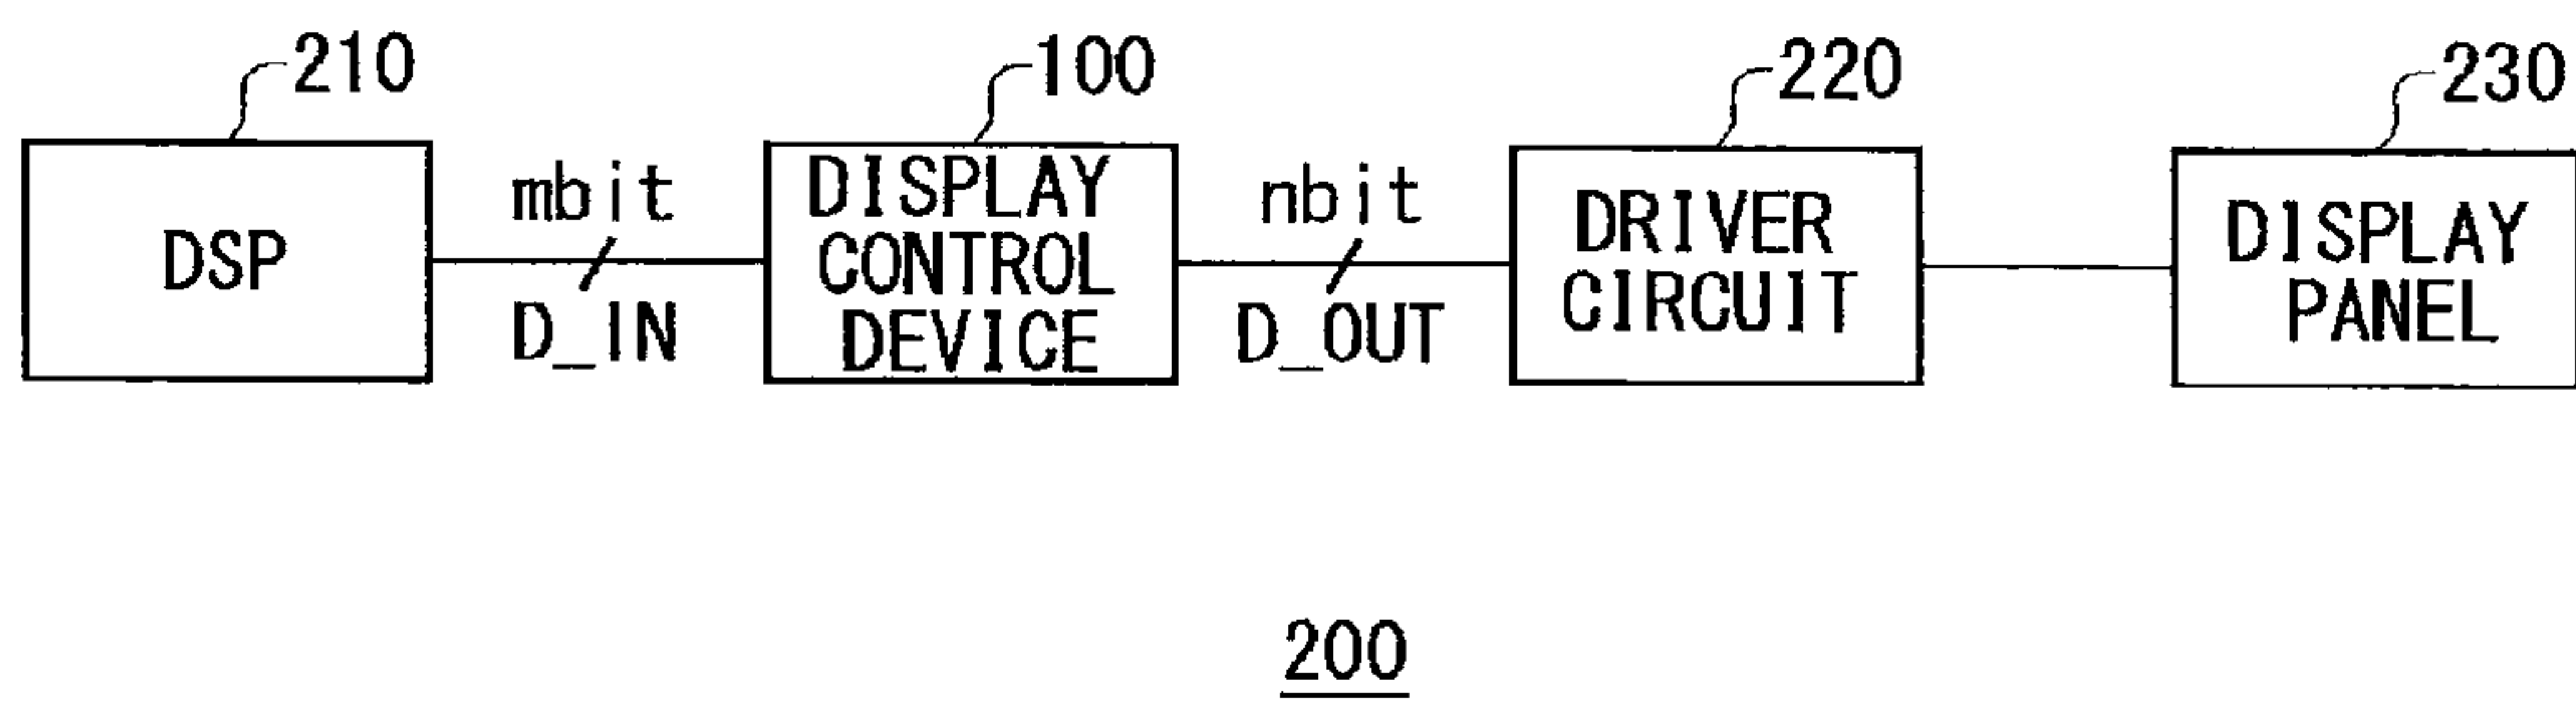 210
100
220
230
DSP
mbit
D_IN
DISPLAY
CONTROL
DEVICE
nbit
D_OUT
DRIVER
CIRCUIT
DISPLAY
PANEL
200